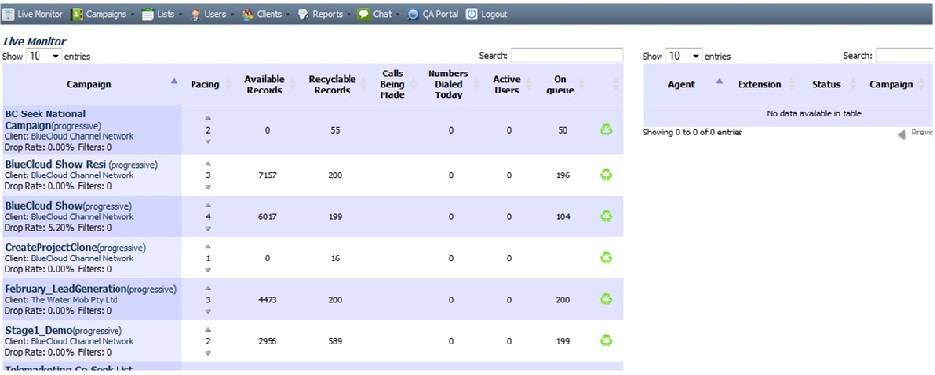 Live Monitor Campaigns Lists Users Clients Reports Chat QA Portal Logout
Live Monitor
Show 10 entries Search:
Campaign Pacing Available Records Recyclable Records Calls Being Made Numbers Dialed Today Active Users On queue
BC Seek National
Campaign(progressive)
Client: BlueCloud Channel Network
Drop Rate: 0.00% Filters: 0
2 0 55 0 0 50
BlueCloud Show Resi (progressive)
Client: BlueCloud Channel Network
Drop Rate: 0.00% Filters: 0
3 7157 200 0 0 196
BlueCloud Show(progressive)
Client: BlueCloud Channel Network
Drop Rate: 5.20% Filters: 0
4 6017 199 0 0 104
CreateProjectClone(progressive)
Client: BlueCloud Channel Network
Drop Rate: 0.00% Filters: 0
1 0 16 0 0
February_LeadGeneration(progressive)
Client: The Water Mob Pty Ltd
Drop Rate: 0.00% Filters: 0
3 4423 200 0 0 200
Stage1_Demo(progressive)
Client: BlueCloud Channel Network
Drop Rate: 0.00% Filters: 0
2 2956 589 0 0 199
Show 10 entries Search:
Agent Extension Status Campaign
No data available in table
Showing 0 to 0 of 0 entries Previ